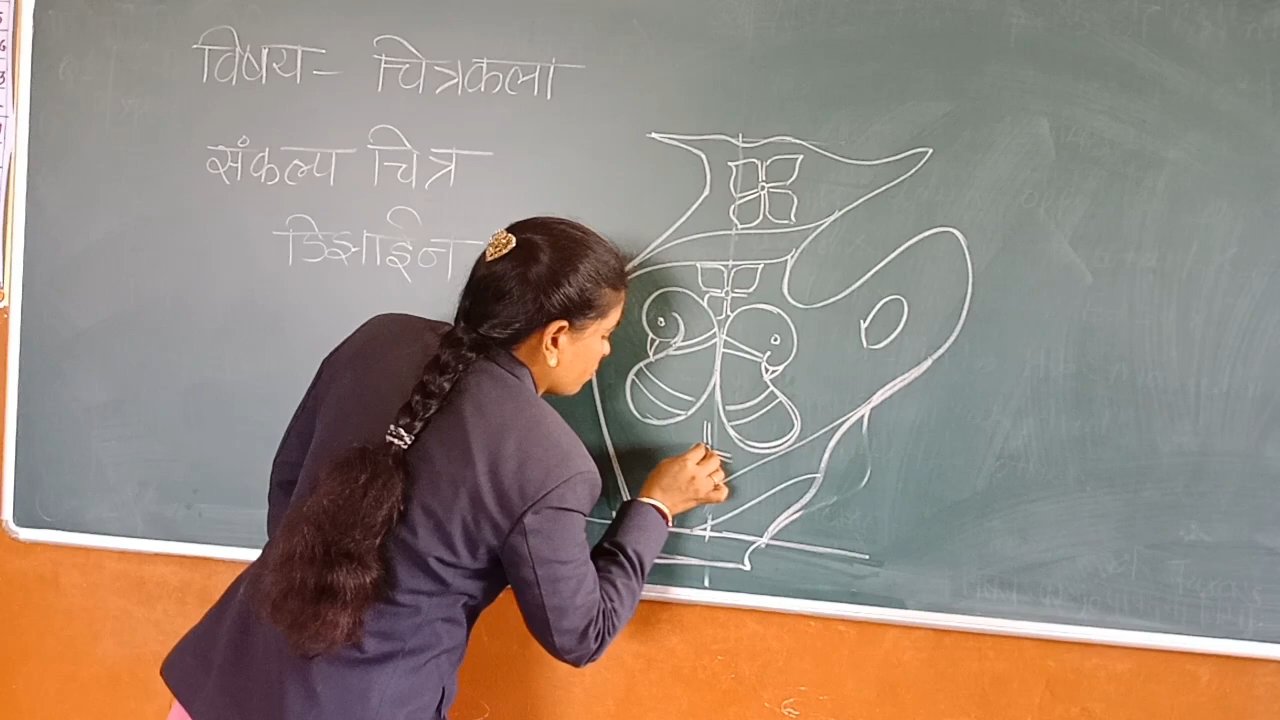 विषय- चित्रकला
संकल्प चित्र
डिझाईन